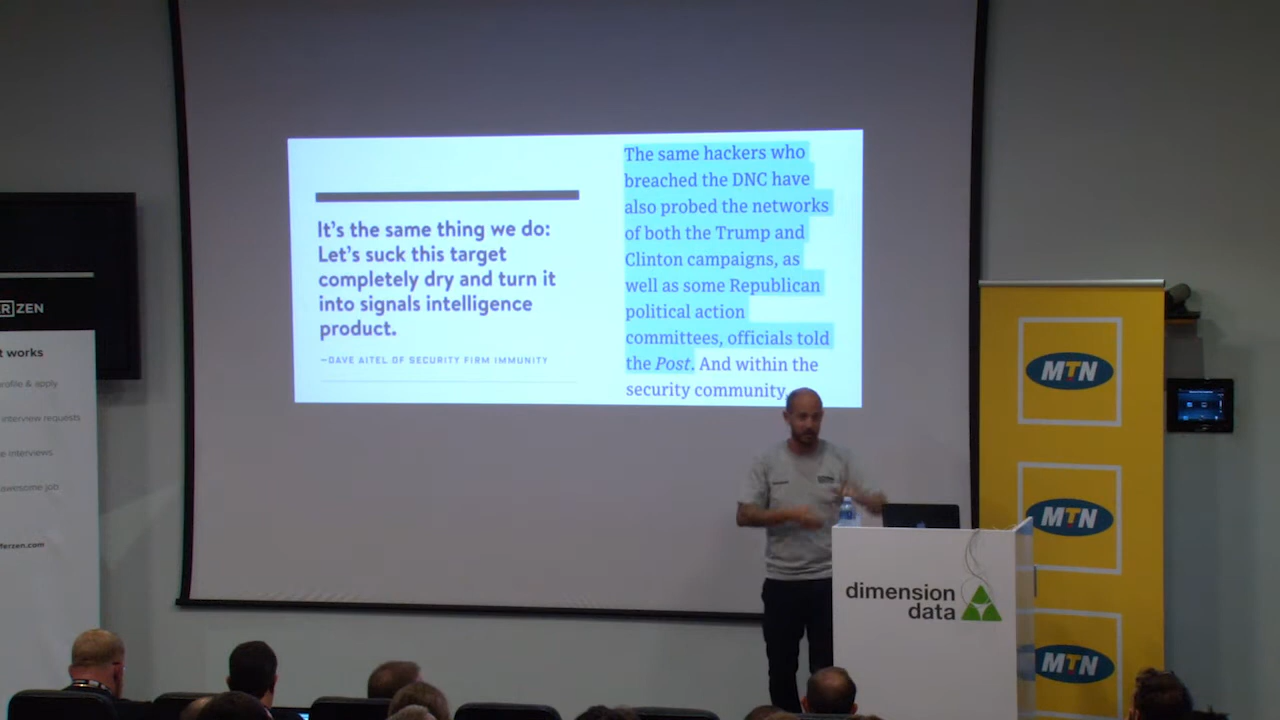 It's the same thing we do:
Let's suck this target
completely dry and turn it
into signals intelligence
product.
—DAVE AITEL OF SECURITY FIRM IMMUNITY
The same hackers who
breached the DNC have
also probed the networks
of both the Trump and
Clinton campaigns, as
well as some Republican
political action
committees, officials told
the Post. And within the
security community,
ZEN
works
& apply
interview requests
interviews
awesome job
MTN
MTN
MTN
dimension
data